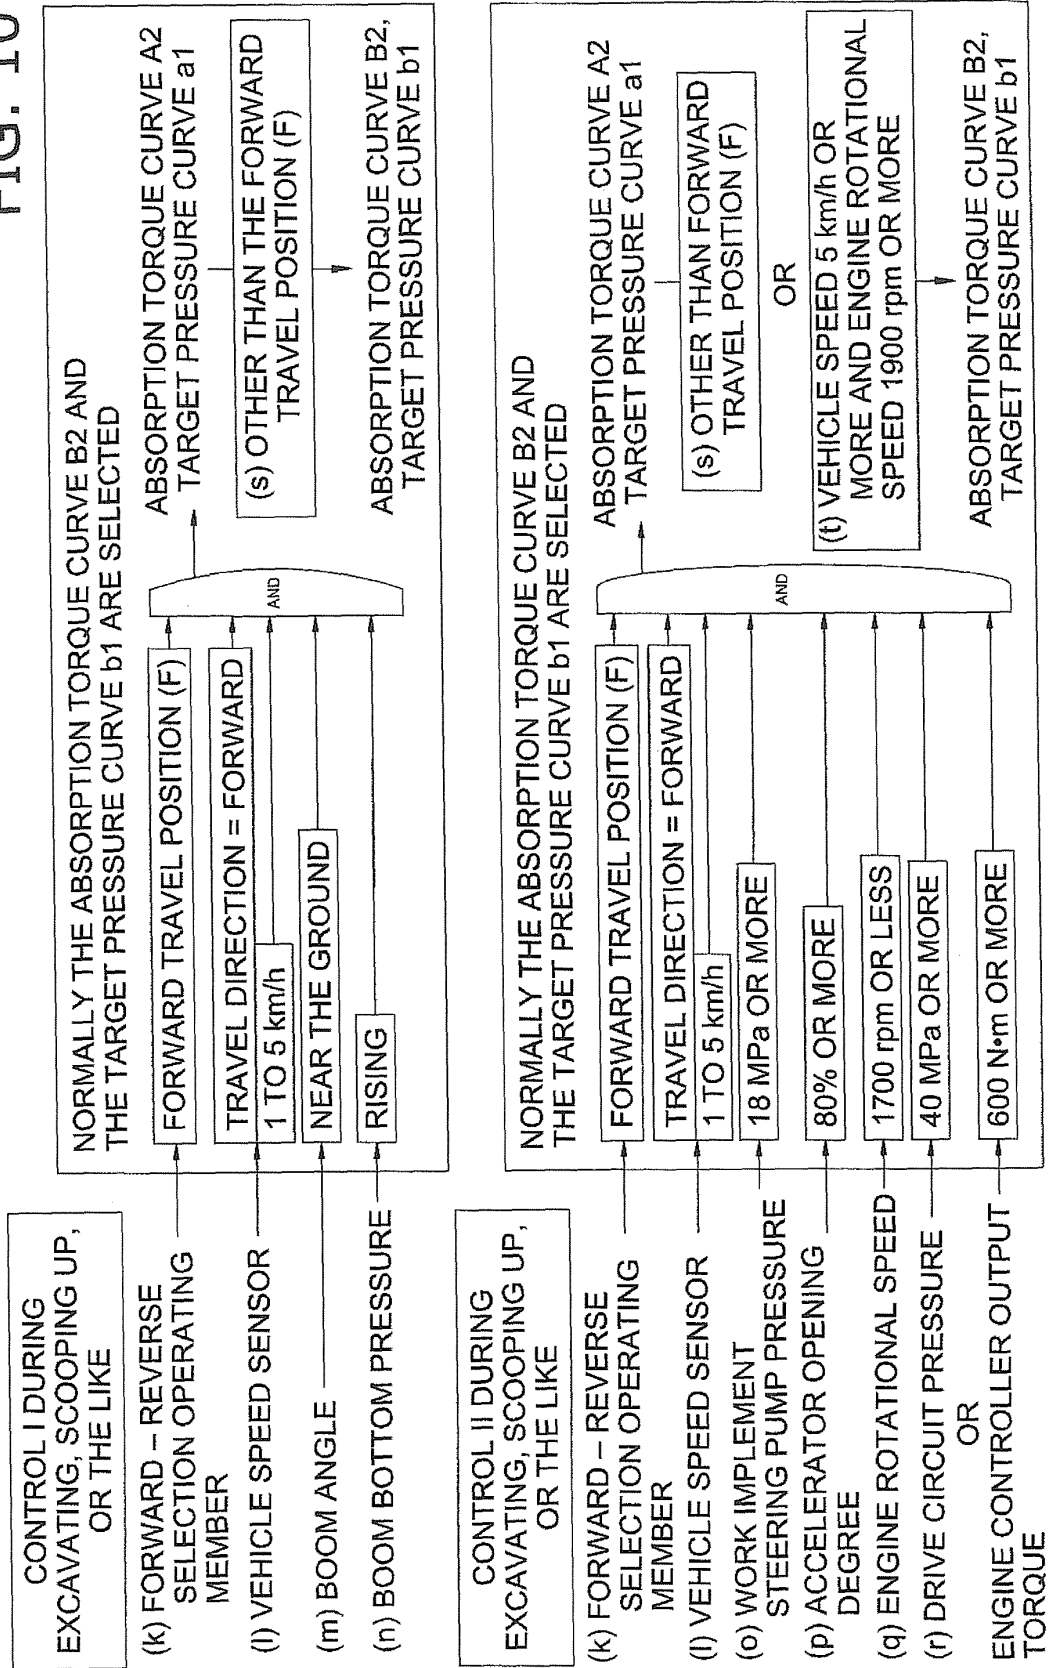 FIG. 10
CONTROL I DURING
EXCAVATING, SCOOPING UP,
OR THE LIKE
(k) FORWARD – REVERSE
SELECTION OPERATING
MEMBER
(l) VEHICLE SPEED SENSOR
(m) BOOM ANGLE
(n) BOOM BOTTOM PRESSURE
NORMALLY THE ABSORPTION TORQUE CURVE B2 AND
THE TARGET PRESSURE CURVE b1 ARE SELECTED
FORWARD TRAVEL POSITION (F)
TRAVEL DIRECTION = FORWARD
1 TO 5 km/h
NEAR THE GROUND
RISING
AND
ABSORPTION TORQUE CURVE A2
TARGET PRESSURE CURVE a1
(s) OTHER THAN THE FORWARD
TRAVEL POSITION (F)
ABSORPTION TORQUE CURVE B2,
TARGET PRESSURE CURVE b1
CONTROL II DURING
EXCAVATING, SCOOPING UP,
OR THE LIKE
(k) FORWARD – REVERSE
SELECTION OPERATING
MEMBER
(l) VEHICLE SPEED SENSOR
(o) WORK IMPLEMENT
STEERING PUMP PRESSURE
(p) ACCELERATOR OPENING
DEGREE
(q) ENGINE ROTATIONAL SPEED
(r) DRIVE CIRCUIT PRESSURE
OR
ENGINE CONTROLLER OUTPUT
TORQUE
NORMALLY THE ABSORPTION TORQUE CURVE B2 AND
THE TARGET PRESSURE CURVE b1 ARE SELECTED
FORWARD TRAVEL POSITION (F)
TRAVEL DIRECTION = FORWARD
1 TO 5 km/h
18 MPa OR MORE
80% OR MORE
1700 rpm OR LESS
40 MPa OR MORE
600 N•m OR MORE
AND
ABSORPTION TORQUE CURVE A2
TARGET PRESSURE CURVE a1
(s) OTHER THAN FORWARD
TRAVEL POSITION (F)
OR
(t) VEHICLE SPEED 5 km/h OR
MORE AND ENGINE ROTATIONAL
SPEED 1900 rpm OR MORE
ABSORPTION TORQUE CURVE B2,
TARGET PRESSURE CURVE b1